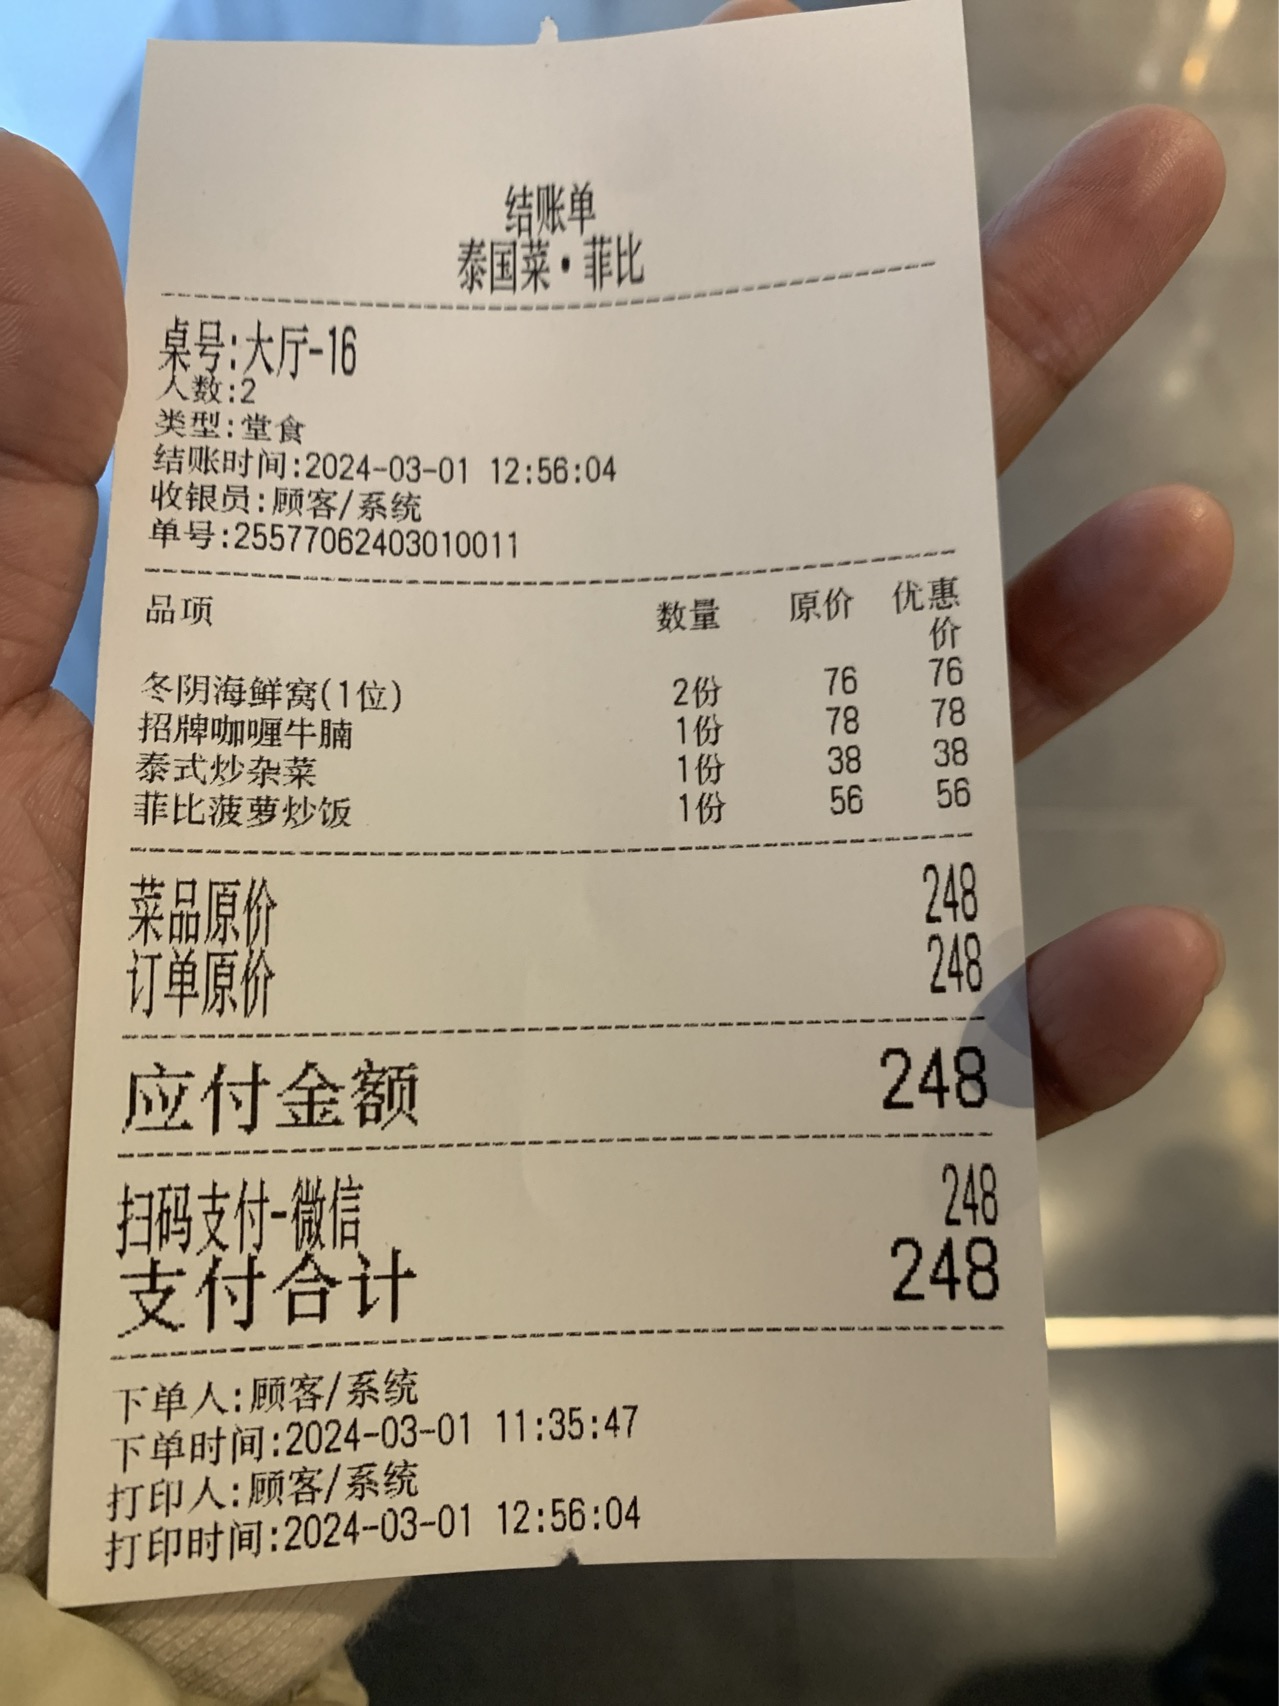 结账单
泰国菜·菲比
桌号:大厅-16
人数:2
类型:堂食
结账时间:2024-03-01 12:56:04
收银员:顾客/系统
单号:25577062403010011
品项 数量 原价 优惠价
冬阴海鲜窝(1位) 2份 76 76
招牌咖喱牛腩 1份 78 78
泰式炒杂菜 1份 38 38
菲比菠萝炒饭 1份 56 56
菜品原价 248
订单原价 248
应付金额 248
扫码支付-微信 248
支付合计 248
下单人:顾客/系统
下单时间:2024-03-01 11:35:47
打印人:顾客/系统
打印时间:2024-03-01 12:56:04